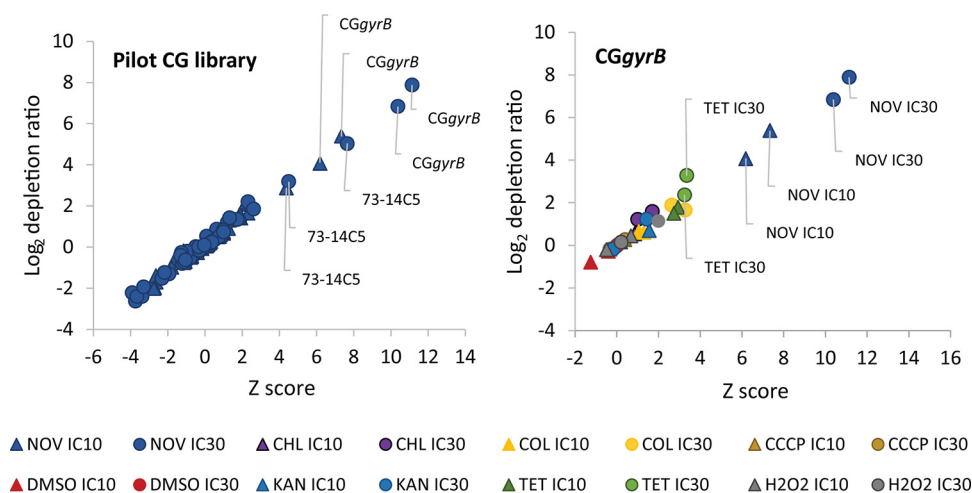 Pilot CG library
Log2 depletion ratio
10
8
6
4
2
0
-2
-4
-6
-4
-2
0
2
4
6
8
10
12
14
Z score
CGgyrB
CGgyrB
CGgyrB
CGgyrB
73-14C5
73-14C5
73-14C5
CGgyrB
Log2 depletion ratio
10
8
6
4
2
0
-2
-4
-2
0
2
4
6
8
10
12
14
16
Z score
TET IC30
NOV IC30
NOV IC30
NOV IC10
NOV IC10
TET IC30
NOV IC10 NOV IC30 CHL IC10 CHL IC30 COL IC10 COL IC30 CCCP IC10 CCCP IC30
DMSO IC10 DMSO IC30 KAN IC10 KAN IC30 TET IC10 TET IC30 H2O2 IC10 H2O2 IC30